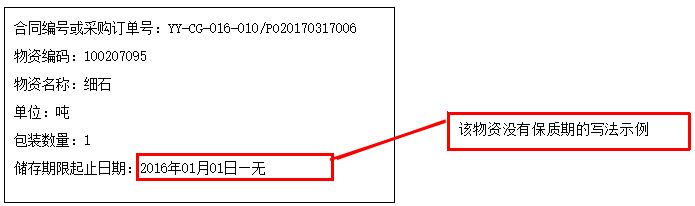 合同编号或采购订单号：YY-CG-016-010/PO20170317006
物资编码：100207095
物资名称：细石
单位：吨
包装数量：1
储存期限起止日期：2016年01月01日－无
该物资没有保质期的写法示例